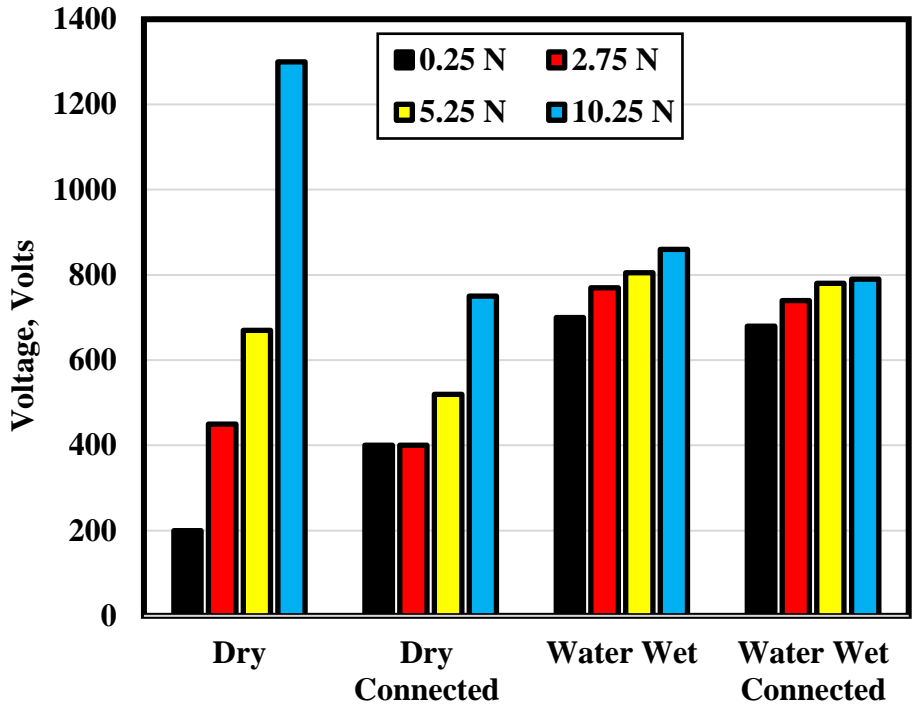 1400
1200
1000
800
600
400
200
0
Voltage, Volts
0.25 N 2.75 N
5.25 N 10.25 N
Dry
Dry
Connected
Water Wet
Water Wet
Connected